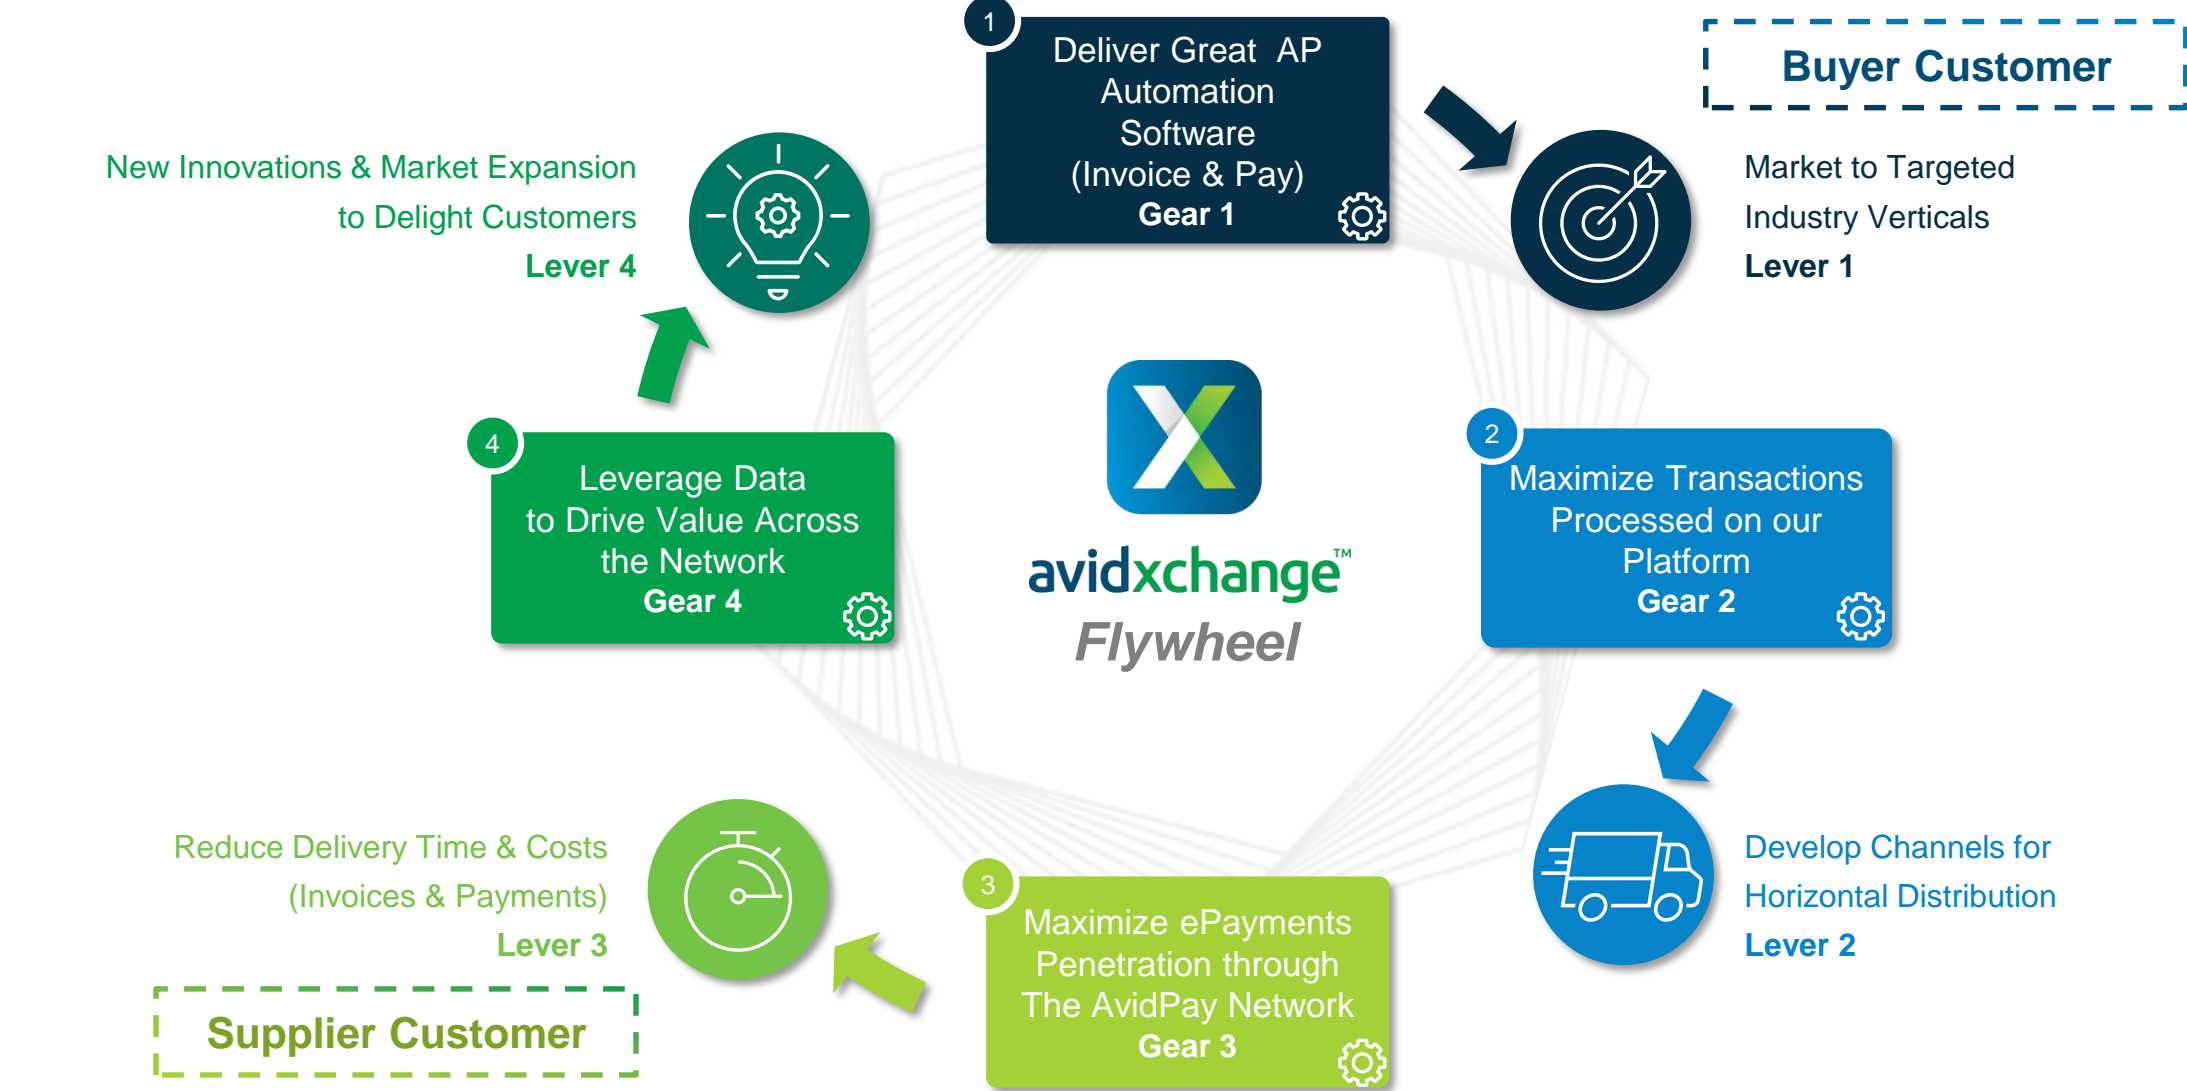 1
Deliver Great AP
Automation
Software
(Invoice & Pay)
Gear 1
Buyer Customer
Market to Targeted
Industry Verticals
Lever 1
2
Maximize Transactions
Processed on our
Platform
Gear 2
Develop Channels for
Horizontal Distribution
Lever 2
3
Maximize ePayments
Penetration through
The AvidPay Network
Gear 3
Reduce Delivery Time & Costs
(Invoices & Payments)
Lever 3
Supplier Customer
4
Leverage Data
to Drive Value Across
the Network
Gear 4
New Innovations & Market Expansion
to Delight Customers
Lever 4
X
avidxchange™
Flywheel